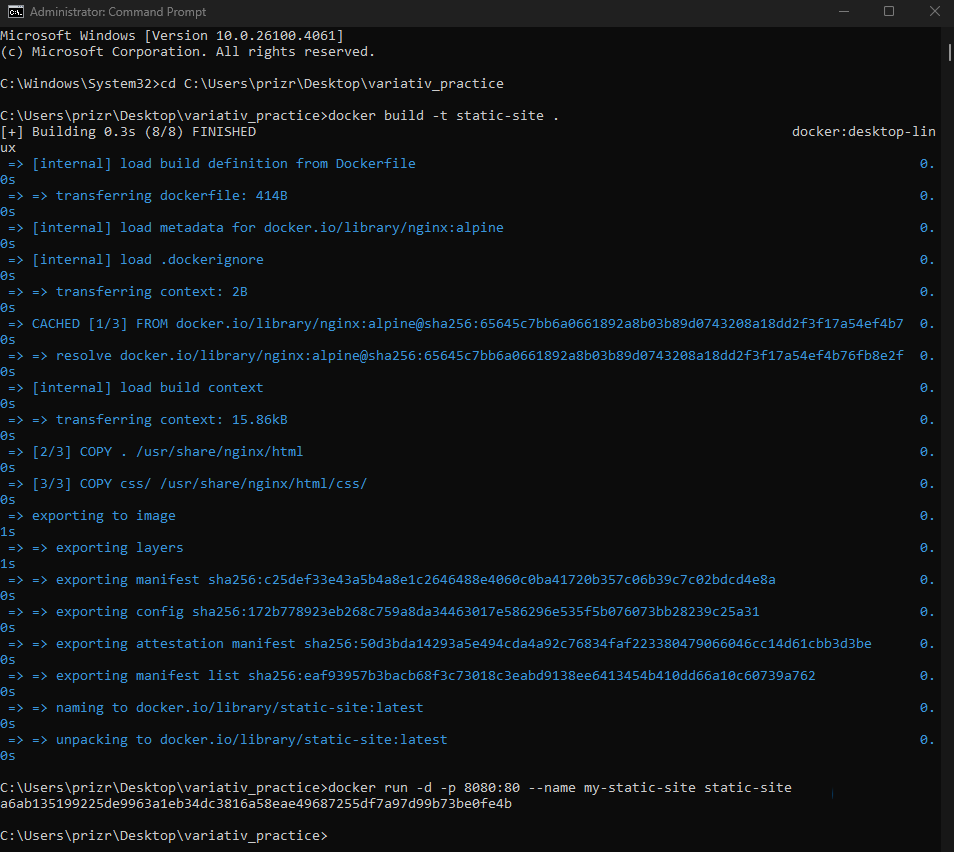 Administrator: Command Prompt
Microsoft Windows [Version 10.0.26100.4061]
(c) Microsoft Corporation. All rights reserved.
C:\Windows\System32>cd C:\Users\prizr\Desktop\variativ_practice
C:\Users\prizr\Desktop\variativ_practice>docker build -t static-site .
[+] Building 0.3s (8/8) FINISHED docker:desktop-lin
ux
=> [internal] load build definition from Dockerfile 0.
0s
=> => transferring dockerfile: 414B 0.
0s
=> [internal] load metadata for docker.io/library/nginx:alpine 0.
0s
=> [internal] load .dockerignore 0.
0s
=> => transferring context: 2B 0.
0s
=> CACHED [1/3] FROM docker.io/library/nginx:alpine@sha256:65645c7bb6a0661892a8b03b89d0743208a18dd2f3f17a54ef4b7 0.
0s
=> => resolve docker.io/library/nginx:alpine@sha256:65645c7bb6a0661892a8b03b89d0743208a18dd2f3f17a54ef4b76fb8e2f 0.
0s
=> [internal] load build context 0.
0s
=> => transferring context: 15.86kB 0.
0s
=> [2/3] COPY . /usr/share/nginx/html 0.
0s
=> [3/3] COPY css/ /usr/share/nginx/html/css/ 0.
0s
=> exporting to image 0.
1s
=> => exporting layers 0.
1s
=> => exporting manifest sha256:c25def33e43a5b4a8e1c2646488e4060c0ba41720b357c06b39c7c02bdcd4e8a 0.
0s
=> => exporting config sha256:172b778923eb268c759a8da34463017e586296e535f5b076073bb28239c25a31 0.
0s
=> => exporting attestation manifest sha256:50d3bda14293a5e494cda4a92c76834faf223380479066046cc14d61cbb3d3be 0.
0s
=> => exporting manifest list sha256:eaf93957b3bacb68f3c73018c3eabd9138ee6413454b410dd66a10c60739a762 0.
0s
=> => naming to docker.io/library/static-site:latest 0.
0s
=> => unpacking to docker.io/library/static-site:latest 0.
0s
C:\Users\prizr\Desktop\variativ_practice>docker run -d -p 8080:80 --name my-static-site static-site
a6ab135199225de9963a1eb34dc3816a58eae49687255df7a97d99b73be0fe4b
C:\Users\prizr\Desktop\variativ_practice>